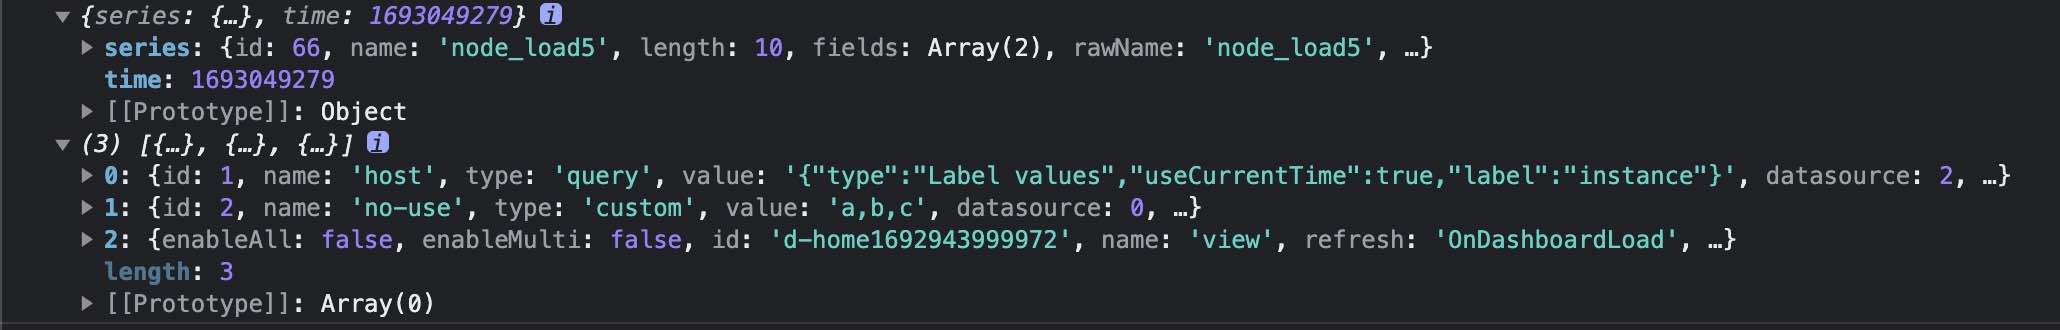 ▼ {series: {…}, time: 1693049279} i
▶ series: {id: 66, name: 'node_load5', length: 10, fields: Array(2), rawName: 'node_load5', …}
time: 1693049279
▶ [[Prototype]]: Object
▼ (3) [{…}, {…}, {…}] i
▶ 0: {id: 1, name: 'host', type: 'query', value: '{"type":"Label values","useCurrentTime":true,"label":"instance"}', datasource: 2, …}
▶ 1: {id: 2, name: 'no-use', type: 'custom', value: 'a,b,c', datasource: 0, …}
▶ 2: {enableAll: false, enableMulti: false, id: 'd-home1692943999972', name: 'view', refresh: 'OnDashboardLoad', …}
length: 3
▶ [[Prototype]]: Array(0)